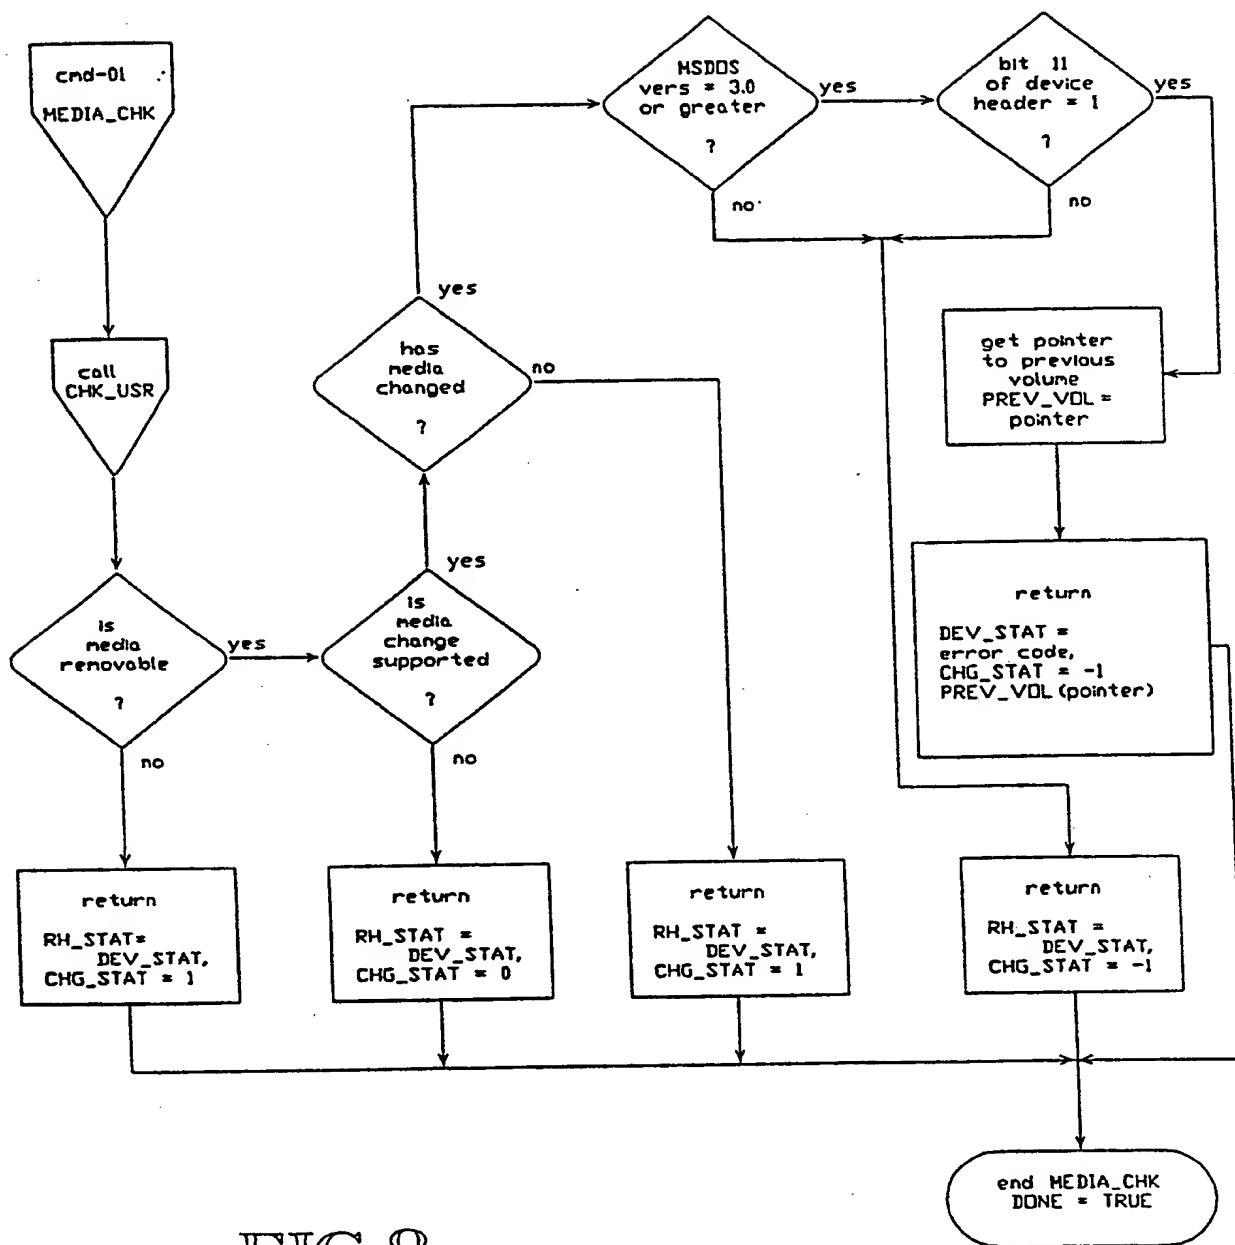 cmd-01
MEDIA_CHK
call
CHK_USR
is
media
removable
?
yes
no
return
RH_STAT=
DEV_STAT,
CHG_STAT = 1
is
media
change
supported
?
yes
no
return
RH_STAT =
DEV_STAT,
CHG_STAT = 0
has
media
changed
?
yes
no
return
RH_STAT =
DEV_STAT,
CHG_STAT = 1
MSDOS
vers = 3.0
or greater
?
yes
no
bit 11
of device
header = 1
?
yes
no
get pointer
to previous
volume
PREV_VOL =
pointer
return
DEV_STAT =
error code,
CHG_STAT = -1
PREV_VOL(pointer)
return
RH_STAT =
DEV_STAT,
CHG_STAT = -1
end MEDIA_CHK
DONE = TRUE